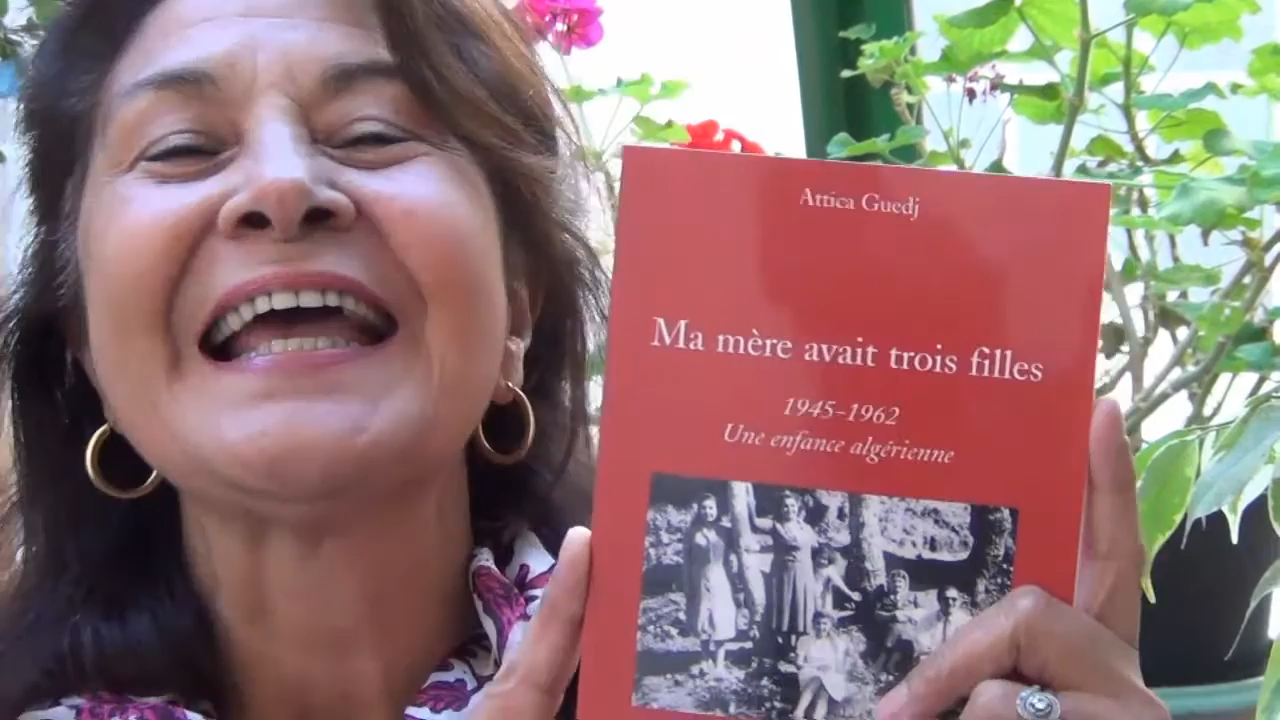 Attica Guedj
Ma mère avait trois filles
1945-1962
Une enfance algérienne